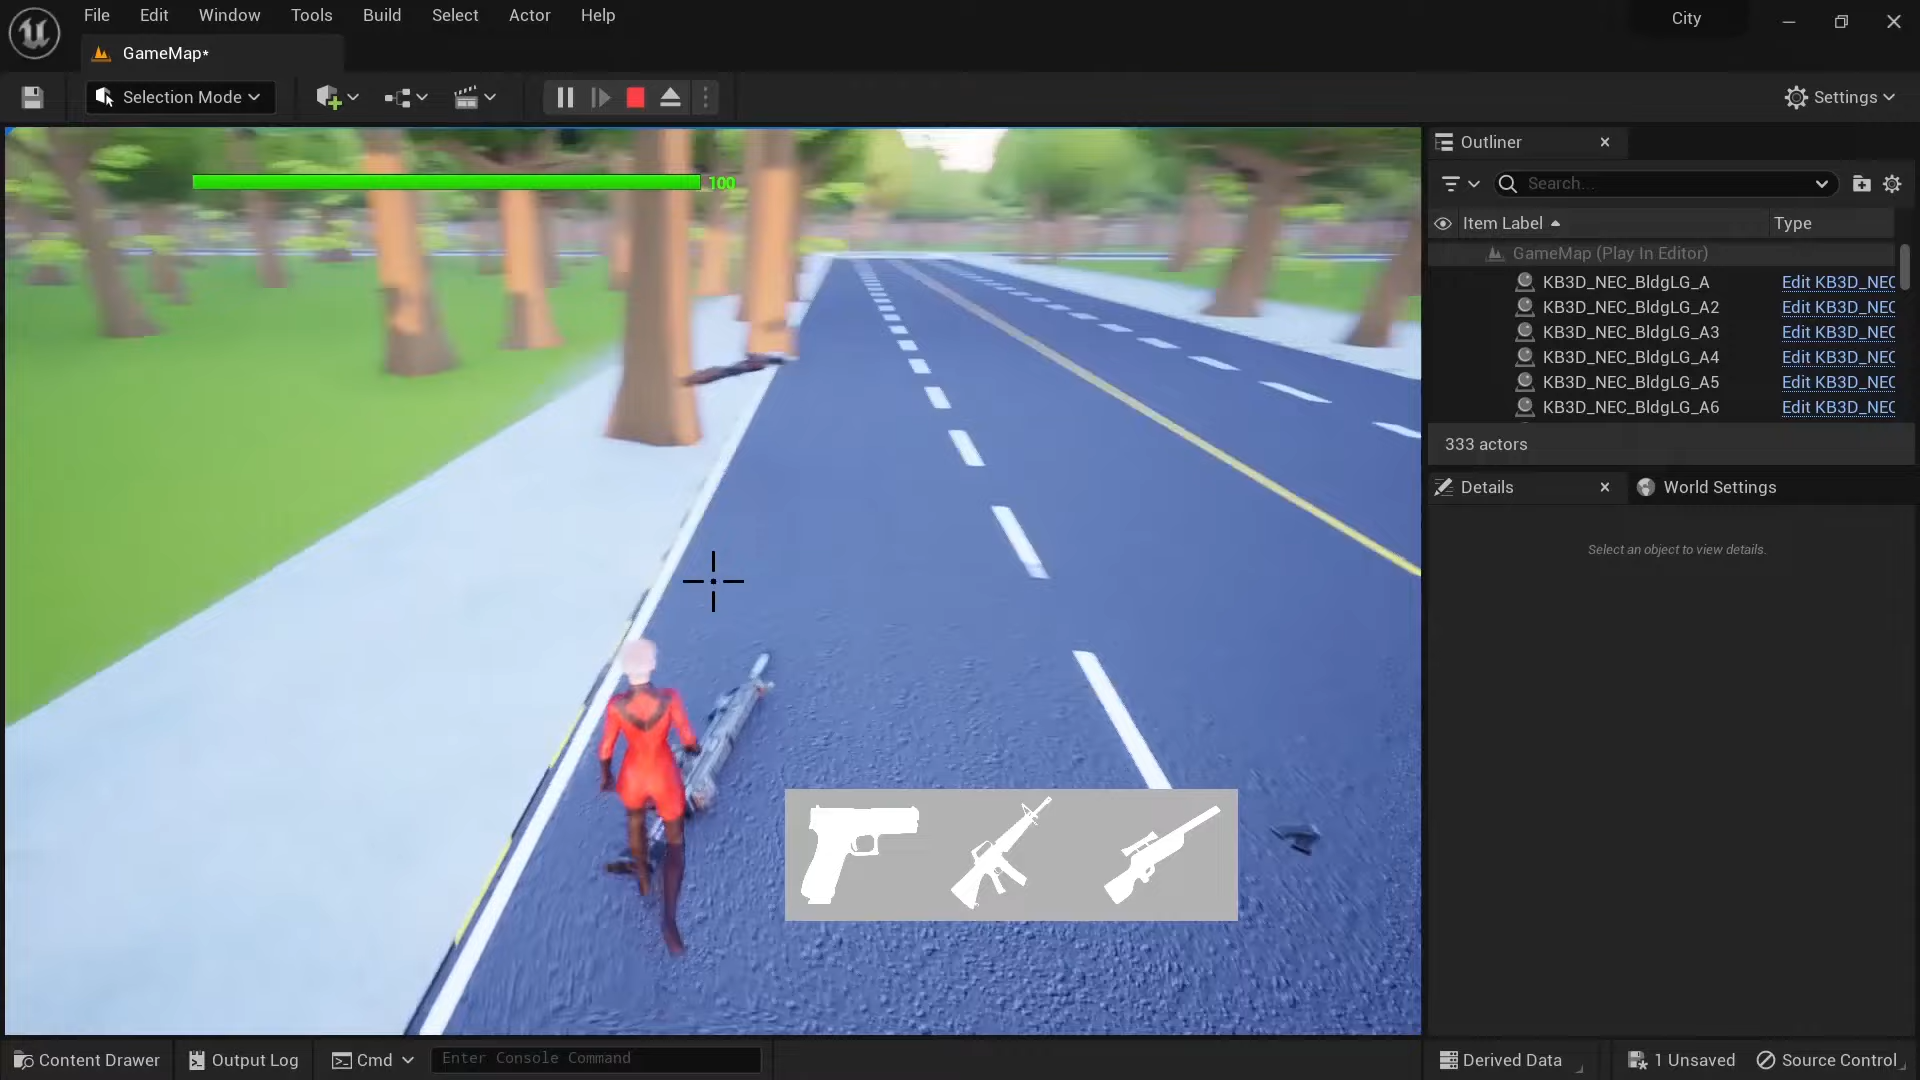 File Edit Window Tools Build Select Actor Help
City
GameMap*
Selection Mode
Settings
100
Outliner
Search...
Item Label Type
GameMap (Play In Editor)
KB3D_NEC_BldgLG_A Edit KB3D_NEC
KB3D_NEC_BldgLG_A2 Edit KB3D_NEC
KB3D_NEC_BldgLG_A3 Edit KB3D_NEC
KB3D_NEC_BldgLG_A4 Edit KB3D_NEC
KB3D_NEC_BldgLG_A5 Edit KB3D_NEC
KB3D_NEC_BldgLG_A6 Edit KB3D_NEC
333 actors
Details World Settings
Select an object to view details.
Content Drawer Output Log Cmd Enter Console Command Derived Data 1 Unsaved Source Control